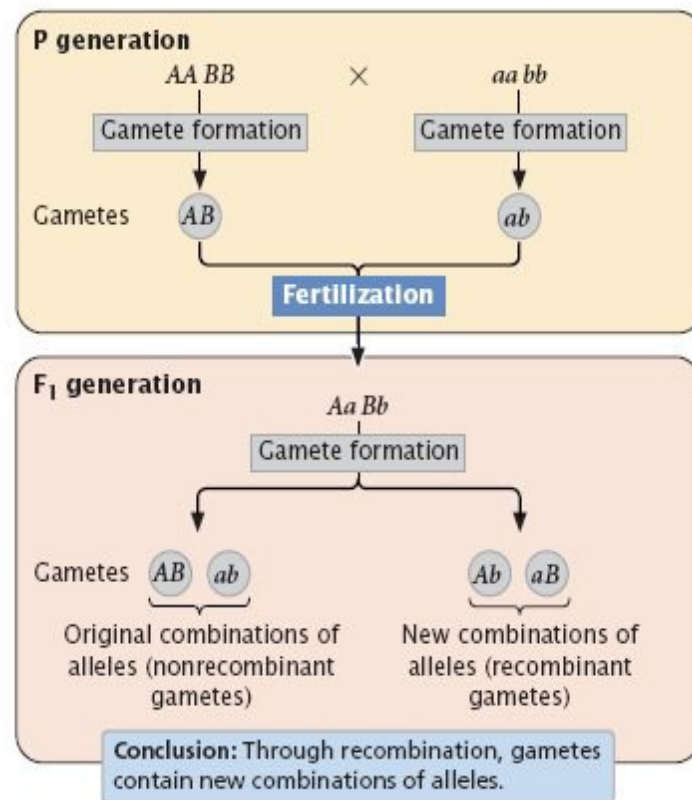 P generation
AA BB × aa bb
Gamete formation Gamete formation
Gametes AB ab
Fertilization
F₁ generation
Aa Bb
Gamete formation
Gametes AB ab Ab aB
Original combinations of
alleles (nonrecombinant
gametes)
New combinations of
alleles (recombinant
gametes)
Conclusion: Through recombination, gametes
contain new combinations of alleles.